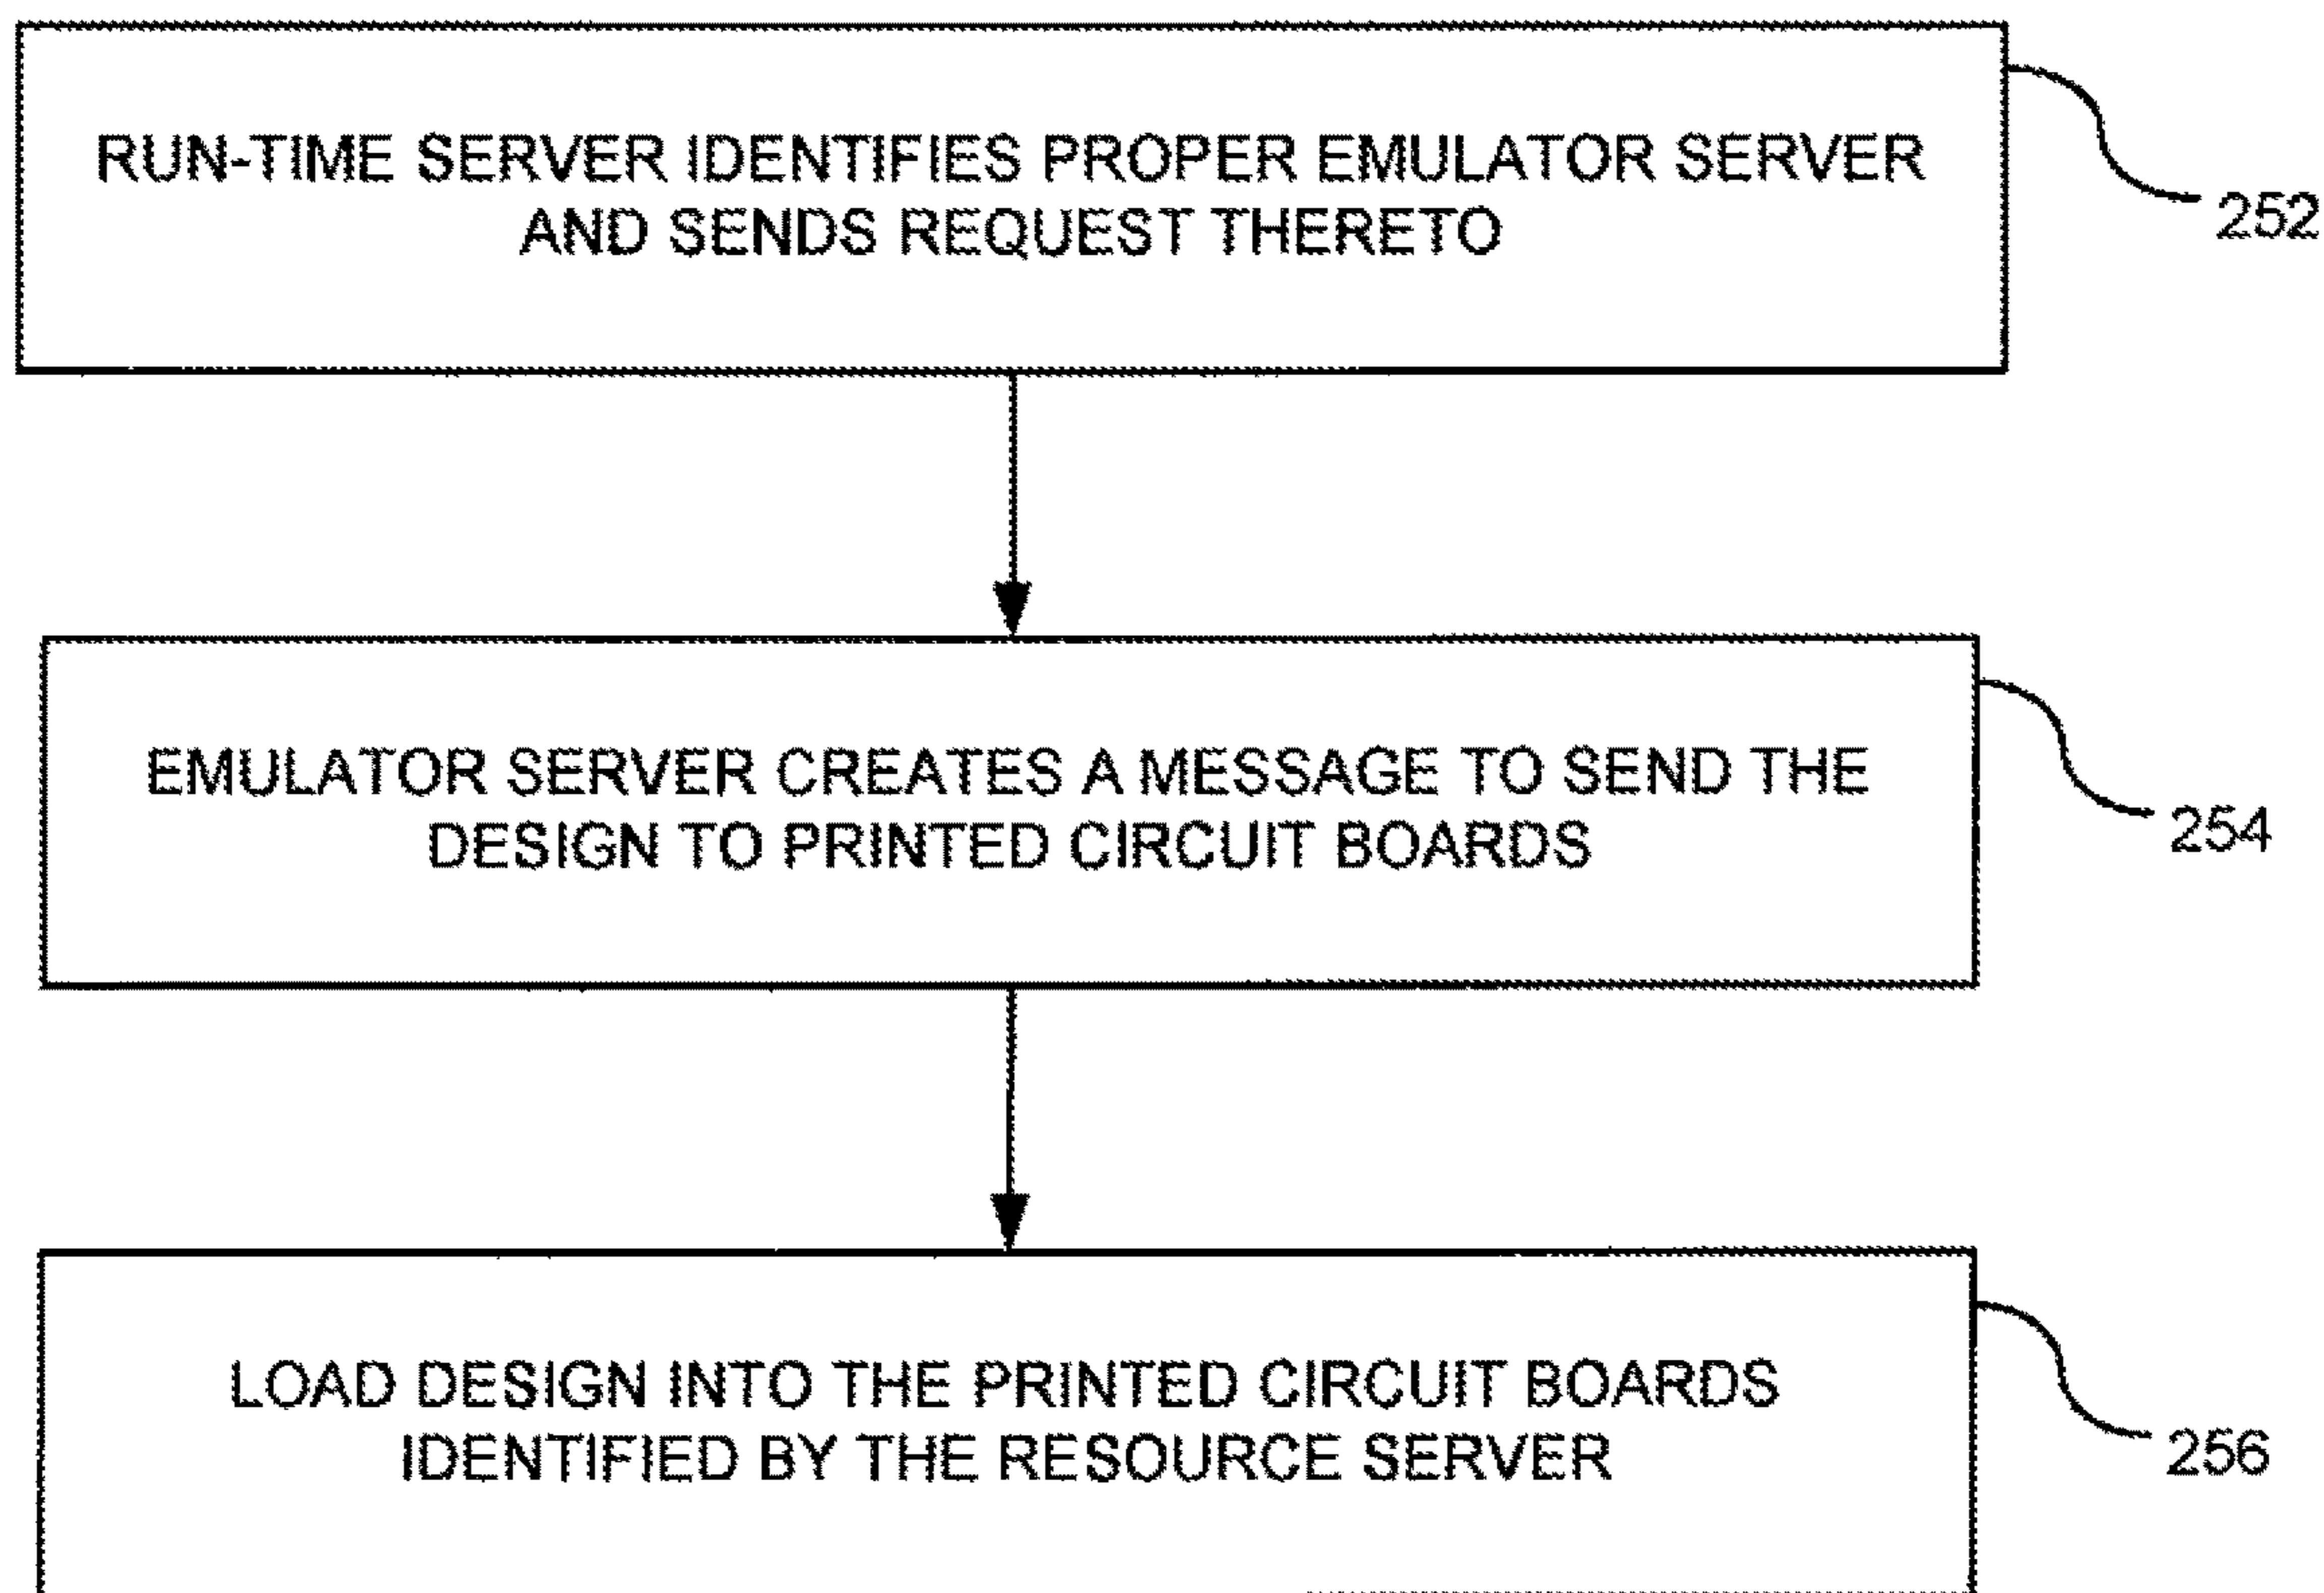 RUN-TIME SERVER IDENTIFIES PROPER EMULATOR SERVER
AND SENDS REQUEST THERETO
252
EMULATOR SERVER CREATES A MESSAGE TO SEND THE
DESIGN TO PRINTED CIRCUIT BOARDS
254
LOAD DESIGN INTO THE PRINTED CIRCUIT BOARDS
IDENTIFIED BY THE RESOURCE SERVER
256